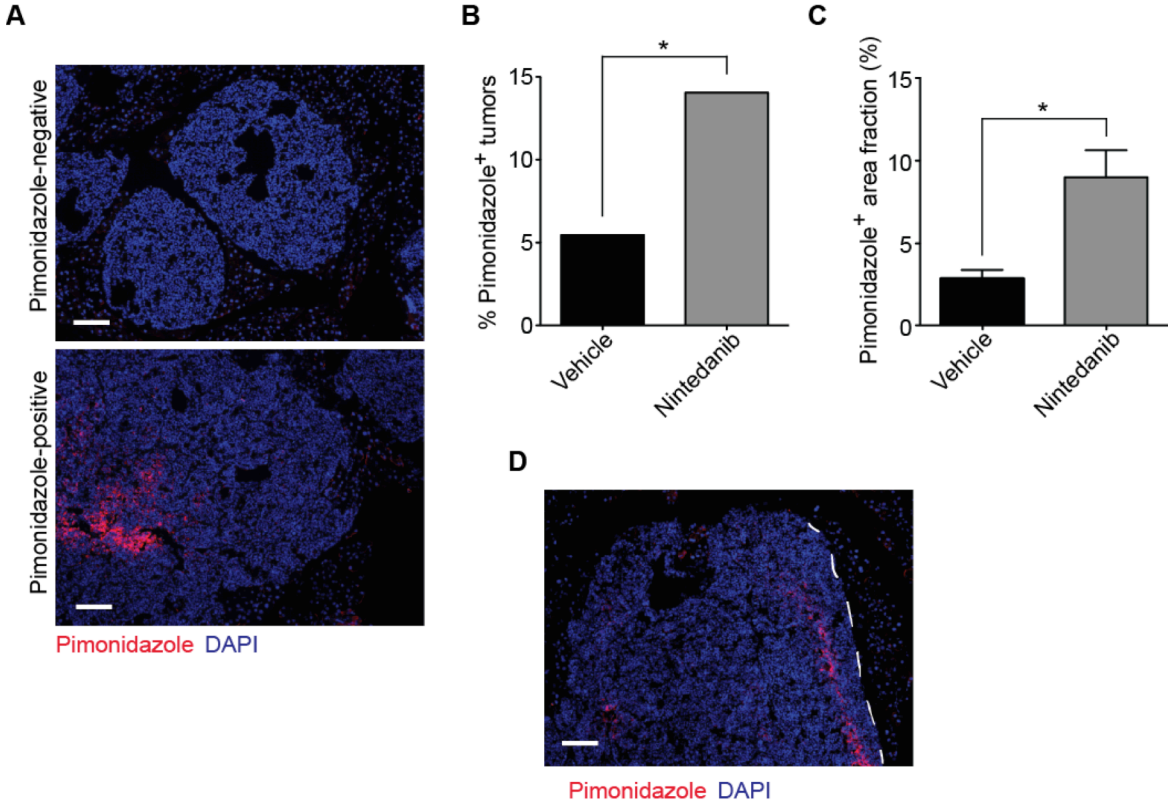 A
Pimonidazole-negative
Pimonidazole-positive
Pimonidazole DAPI
B
% Pimonidazole+ tumors
15
10
5
0
*
Vehicle
Nintedanib
C
Pimonidazole+ area fraction (%)
15
10
5
0
*
Vehicle
Nintedanib
D
Pimonidazole DAPI